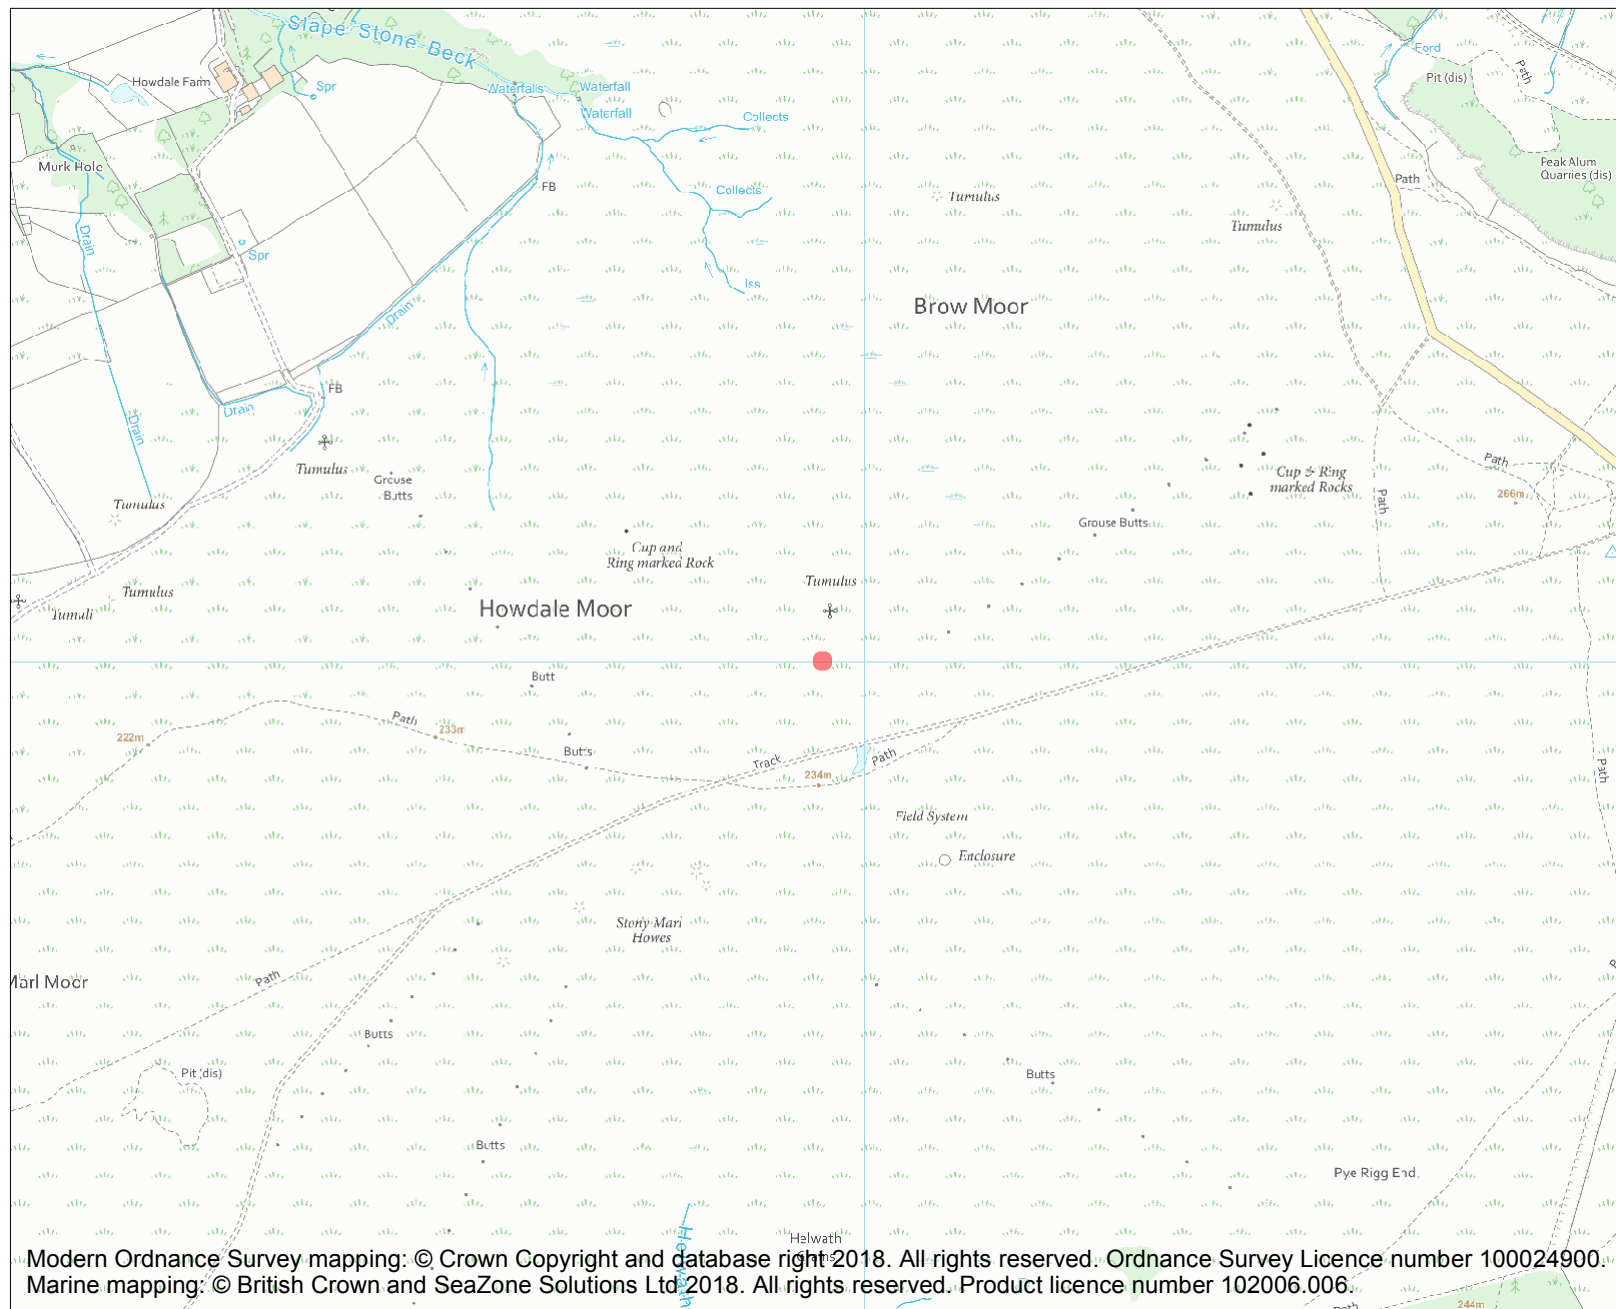 Slape Stone Beck
Ford
Howdale Farm
Spr
Waterfalls
Waterfall
Pit (dis)
Path
Waterfall
Collects
Murk Hole
FB
Collects
Path
Peak Alum
Quarries (dis)
Tumulus
Tumulus
Drain
Spr
Iss
Brow Moor
Drain
FB
Drain
Drain
Tumulus
Grouse
Butts
Cup & Ring
marked Rocks
Path
266m
Path
Tumulus
Grouse Butts
Cup and
Ring marked Rock
Tumulus
Tumulus
Tumuli
Howdale Moor
Butt
Path
222m
233m
Butts
Track
Path
234m
Path
Field System
Enclosure
Stony Marl
Howes
Marl Moor
Path
Butts
Pit (dis)
Butts
Butts
Pye Rigg End
Helwath
Modern Ordnance Survey mapping: © Crown Copyright and database right 2018. All rights reserved. Ordnance Survey Licence number 100024900.
Marine mapping: © British Crown and SeaZone Solutions Ltd 2018. All rights reserved. Product licence number 102006.006.
244m
Path